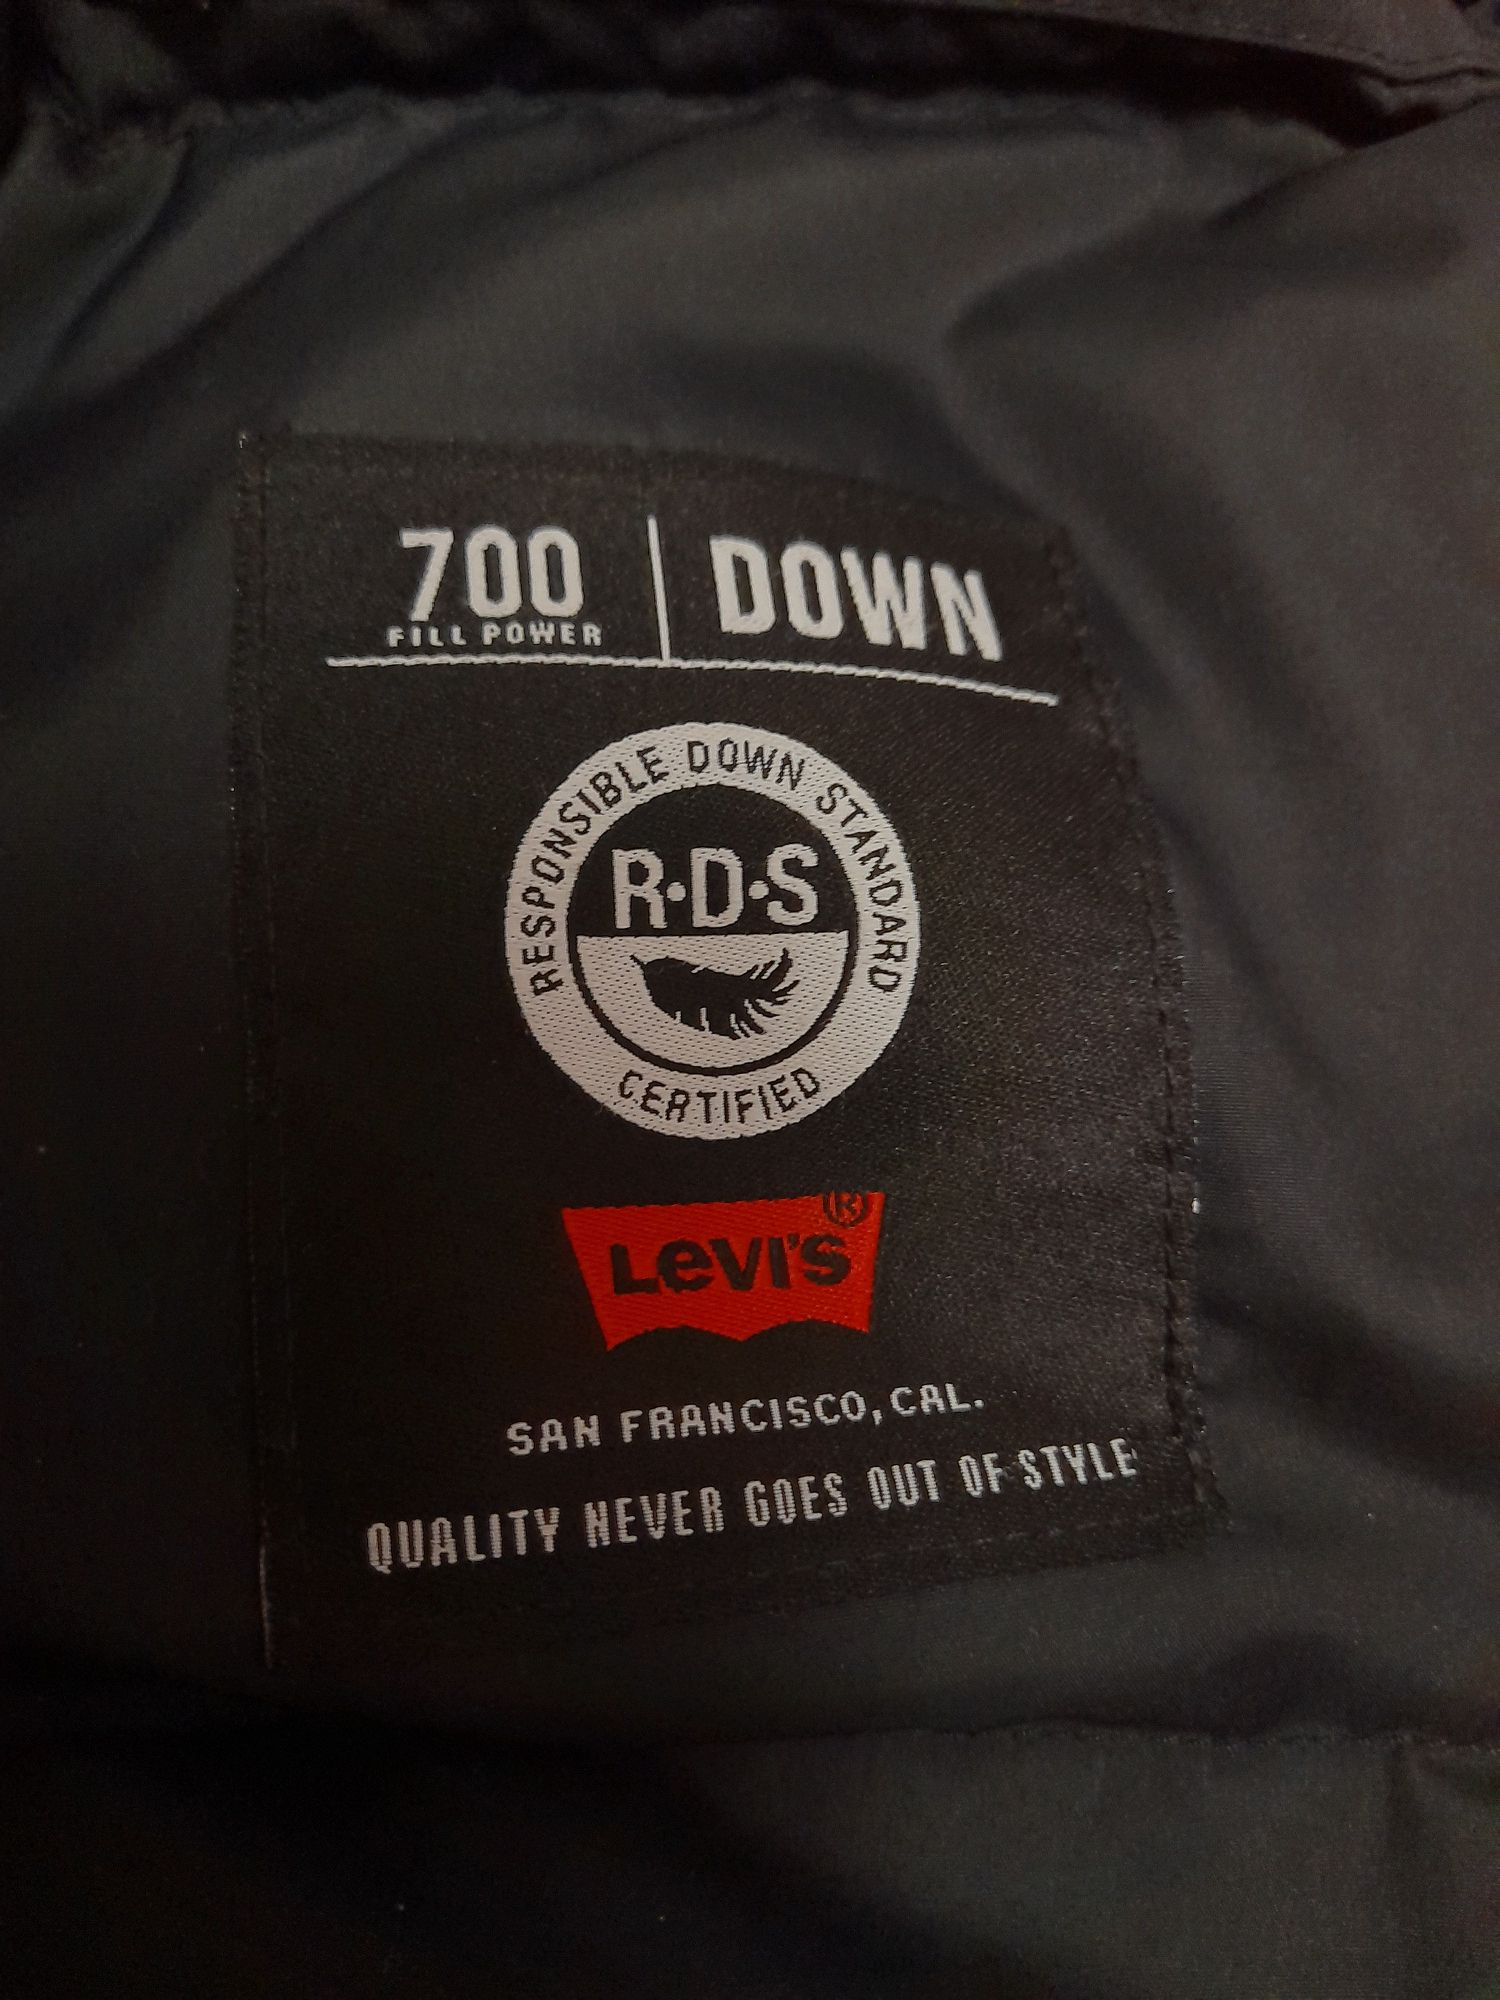 700 | DOWN
FILL POWER
RESPONSIBLE DOWN STANDARD
R·D·S
CERTIFIED
Levi's®
SAN FRANCISCO, CAL.
QUALITY NEVER GOES OUT OF STYLE